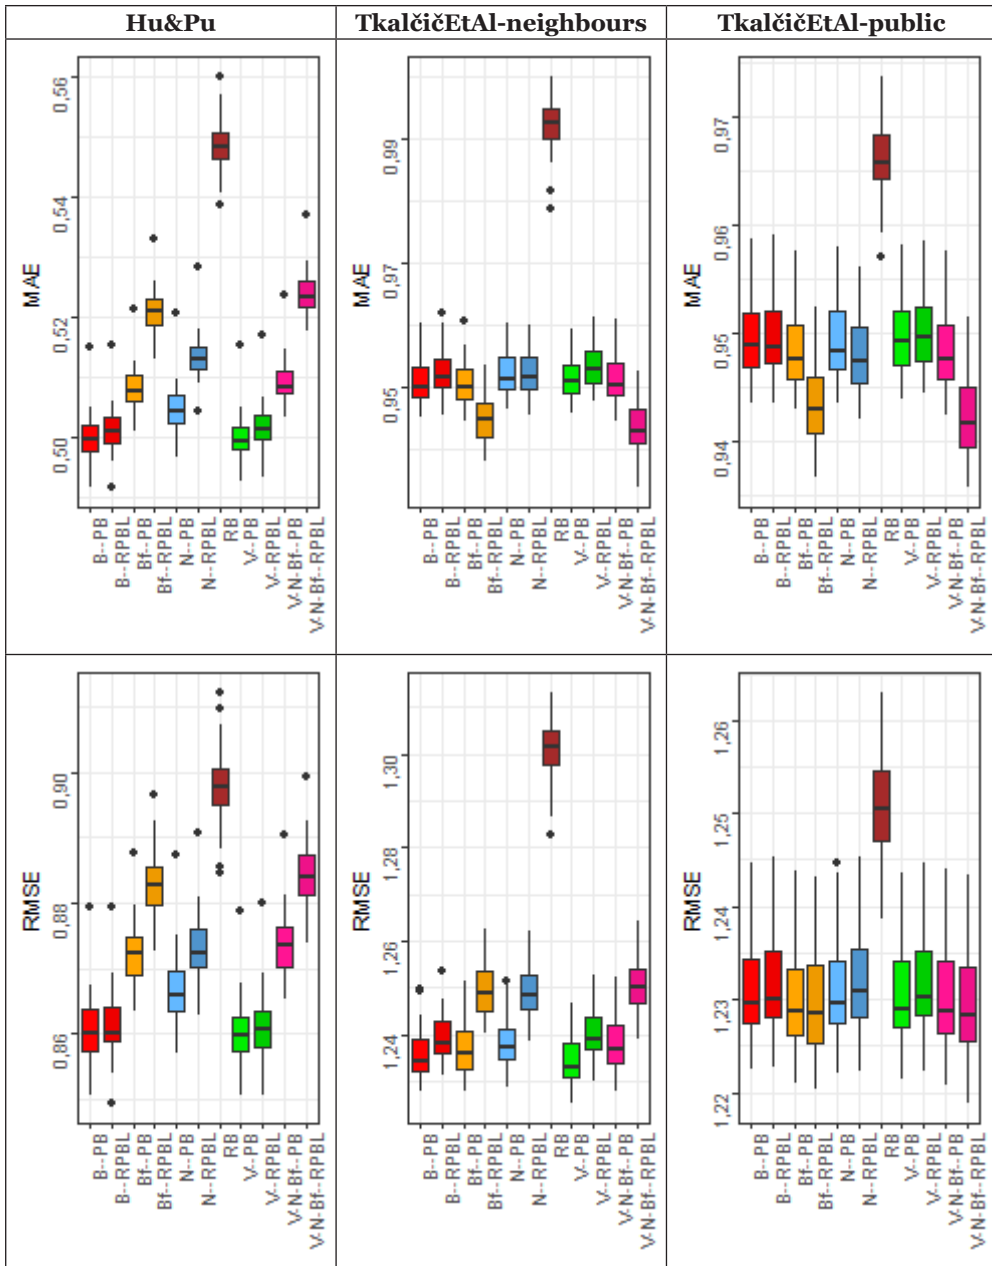 Hu&Pu
TkalčičEtAl-neighbours
TkalčičEtAl-public
MAE
0,56
0,54
0,52
0,50
B--PB
B--RPBL
Bf--PB
Bf--RPBL
N--PB
N--RPBL
RB
V--PB
V--RPBL
V-N-Bf--PB
V-N-Bf--RPBL
MAE
0,99
0,97
0,95
B--PB
B--RPBL
Bf--PB
Bf--RPBL
N--PB
N--RPBL
RB
V--PB
V--RPBL
V-N-Bf--PB
V-N-Bf--RPBL
MAE
0,97
0,96
0,95
0,94
B--PB
B--RPBL
Bf--PB
Bf--RPBL
N--PB
N--RPBL
RB
V--PB
V--RPBL
V-N-Bf--PB
V-N-Bf--RPBL
RMSE
0,90
0,88
0,86
B--PB
B--RPBL
Bf--PB
Bf--RPBL
N--PB
N--RPBL
RB
V--PB
V--RPBL
V-N-Bf--PB
V-N-Bf--RPBL
RMSE
1,30
1,28
1,26
1,24
B--PB
B--RPBL
Bf--PB
Bf--RPBL
N--PB
N--RPBL
RB
V--PB
V--RPBL
V-N-Bf--PB
V-N-Bf--RPBL
RMSE
1,26
1,25
1,24
1,23
1,22
B--PB
B--RPBL
Bf--PB
Bf--RPBL
N--PB
N--RPBL
RB
V--PB
V--RPBL
V-N-Bf--PB
V-N-Bf--RPBL